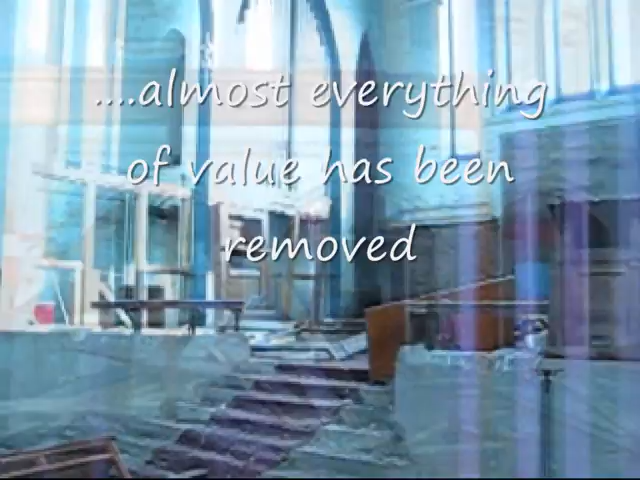 ....almost everything
of value has been
removed